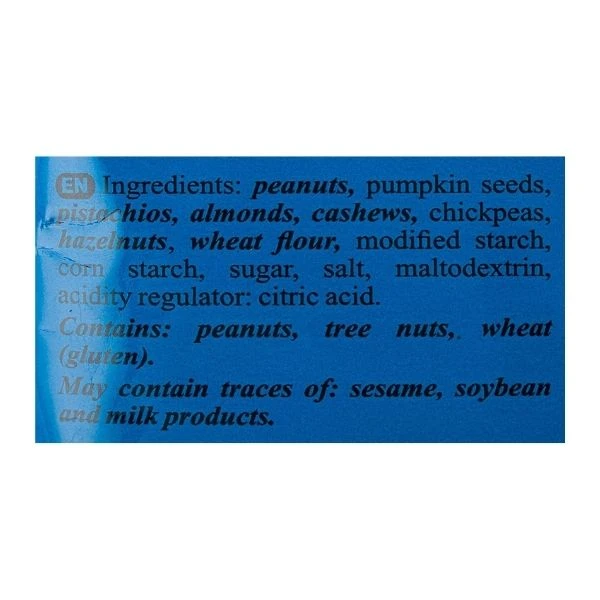 EN Ingredients: peanuts, pumpkin seeds,
pistachios, almonds, cashews, chickpeas,
hazelnuts, wheat flour, modified starch,
corn starch, sugar, salt, maltodextrin,
acidity regulator: citric acid.
Contains: peanuts, tree nuts, wheat
(gluten).
May contain traces of: sesame, soybean
and milk products.